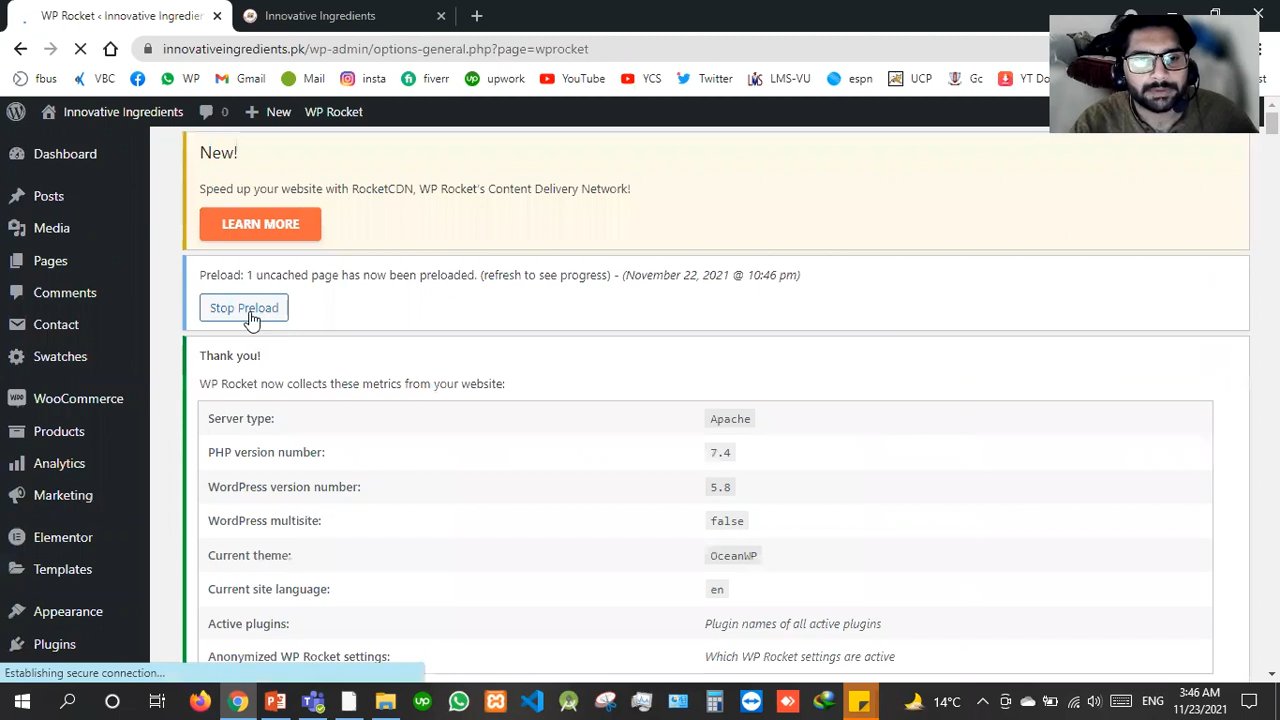 WP Rocket ‹ Innovative Ingredien
Innovative Ingredients
innovativeingredients.pk/wp-admin/options-general.php?page=wprocket
fbus
VBC
WP
Gmail
Mail
insta
fiverr
upwork
YouTube
YCS
Twitter
LMS-VU
espn
UCP
Gc
YT Do
st
Innovative Ingredients
0
New
WP Rocket
Dashboard
Posts
Media
Pages
Comments
Contact
Swatches
WooCommerce
Products
Analytics
Marketing
Elementor
Templates
Appearance
Plugins
New!
Speed up your website with RocketCDN, WP Rocket's Content Delivery Network!
LEARN MORE
Preload: 1 uncached page has now been preloaded. (refresh to see progress) - (November 22, 2021 @ 10:46 pm)
Stop Preload
Thank you!
WP Rocket now collects these metrics from your website:
Server type: Apache
PHP version number: 7.4
WordPress version number: 5.8
WordPress multisite: false
Current theme: OceanWP
Current site language: en
Active plugins: Plugin names of all active plugins
Anonymized WP Rocket settings: Which WP Rocket settings are active
Establishing secure connection...
14°C
ENG
3:46 AM
11/23/2021